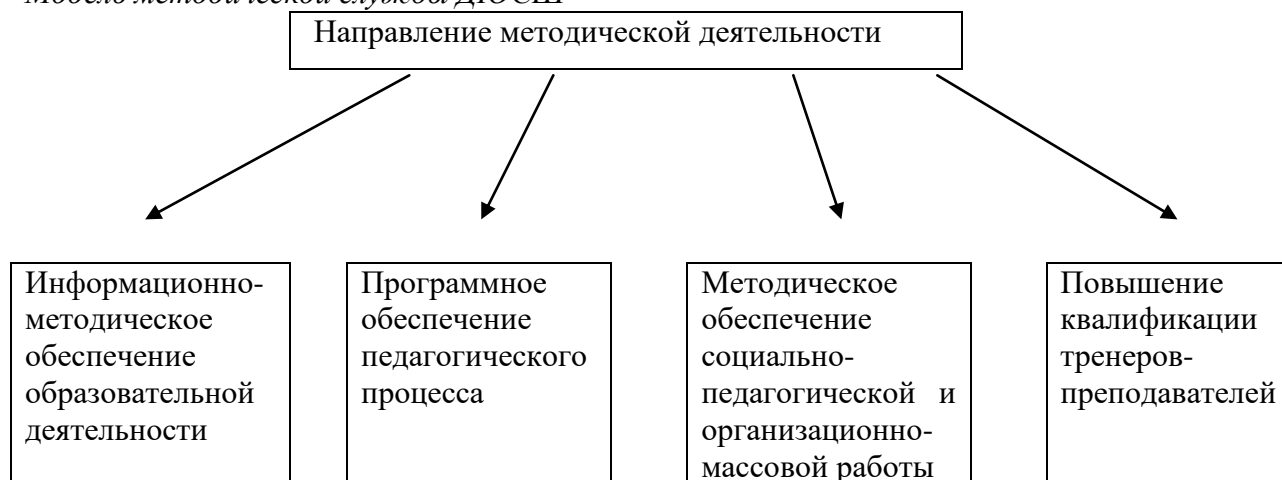 Модель методической службы ДЮСШ
Направление методической деятельности
Информационно-
методическое
обеспечение
образовательной
деятельности
Программное
обеспечение
педагогического
процесса
Методическое
обеспечение
социально-
педагогической и
организационно-
массовой работы
Повышение
квалификации
тренеров-
преподавателей